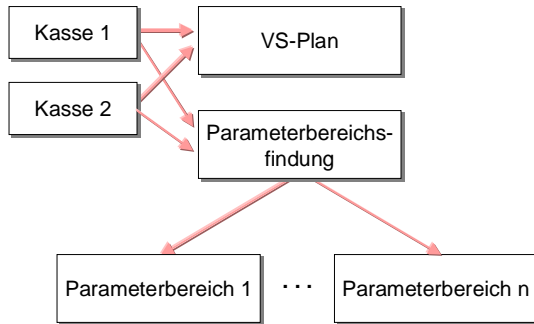 Kasse 1
VS-Plan
Kasse 2
Parameterbereichs-
findung
Parameterbereich 1
. . .
Parameterbereich n